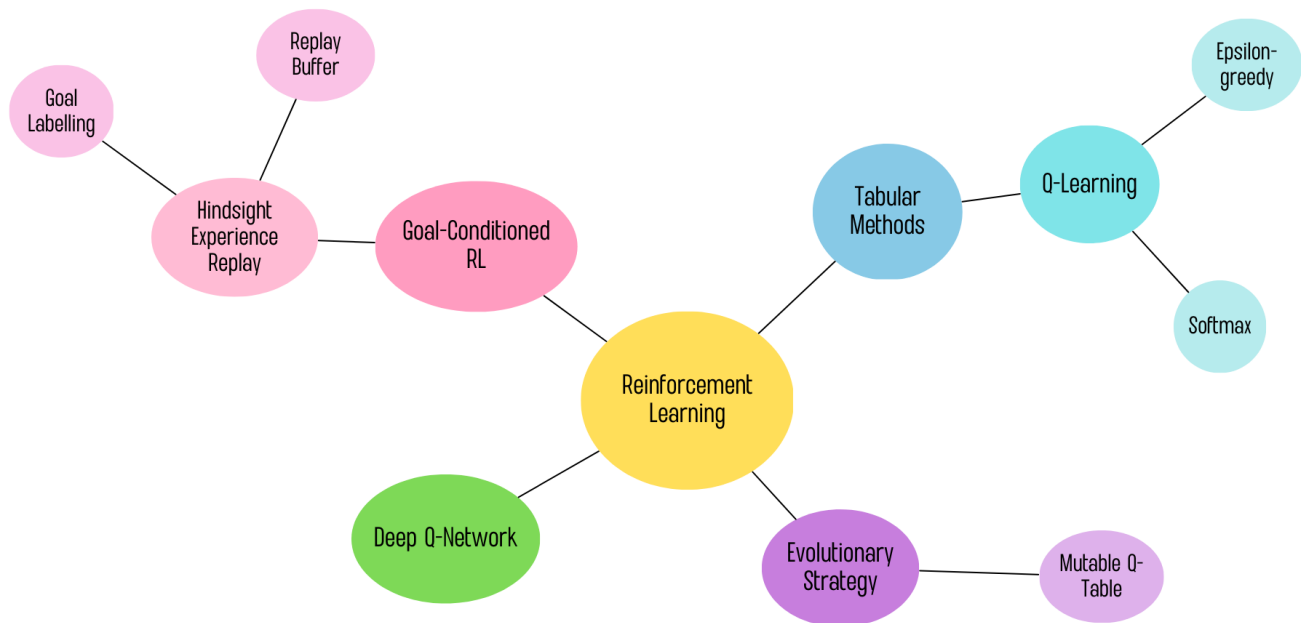 Replay
Buffer
Epsilon-
greedy
Goal
Labelling
Q-Learning
Tabular
Methods
Hindsight
Experience
Replay
Goal-Conditioned
RL
Softmax
Reinforcement
Learning
Deep Q-Network
Evolutionary
Strategy
Mutable Q-
Table